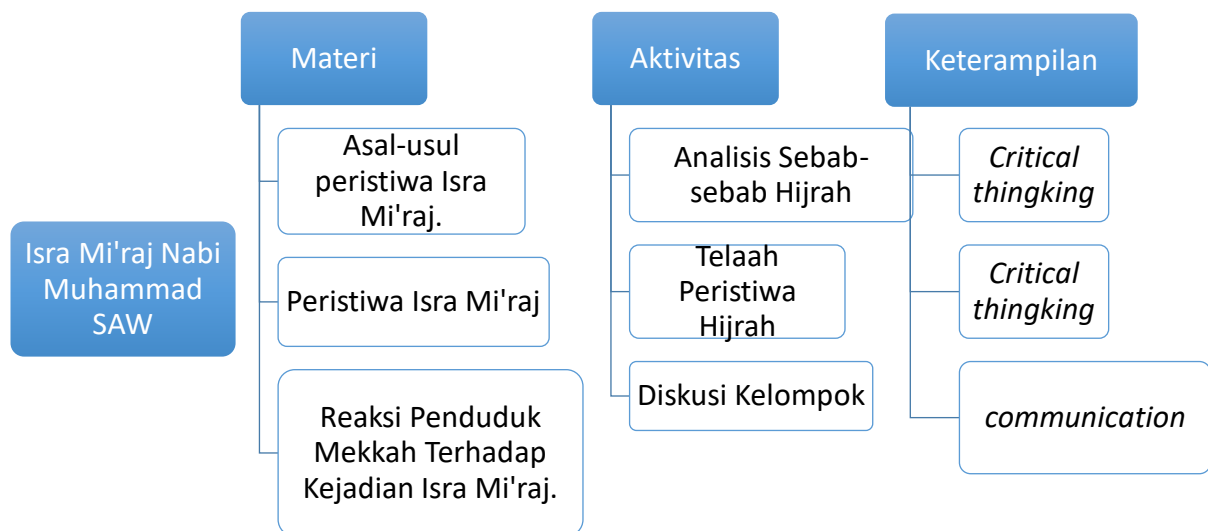 Isra Mi'raj Nabi
Muhammad
SAW
Materi
Asal-usul
peristiwa Isra
Mi'raj.
Peristiwa Isra Mi'raj
Reaksi Penduduk
Mekkah Terhadap
Kejadian Isra Mi'raj.
Aktivitas
Analisis Sebab-
sebab Hijrah
Telaah
Peristiwa
Hijrah
Diskusi Kelompok
Keterampilan
Critical
thingking
Critical
thingking
communication